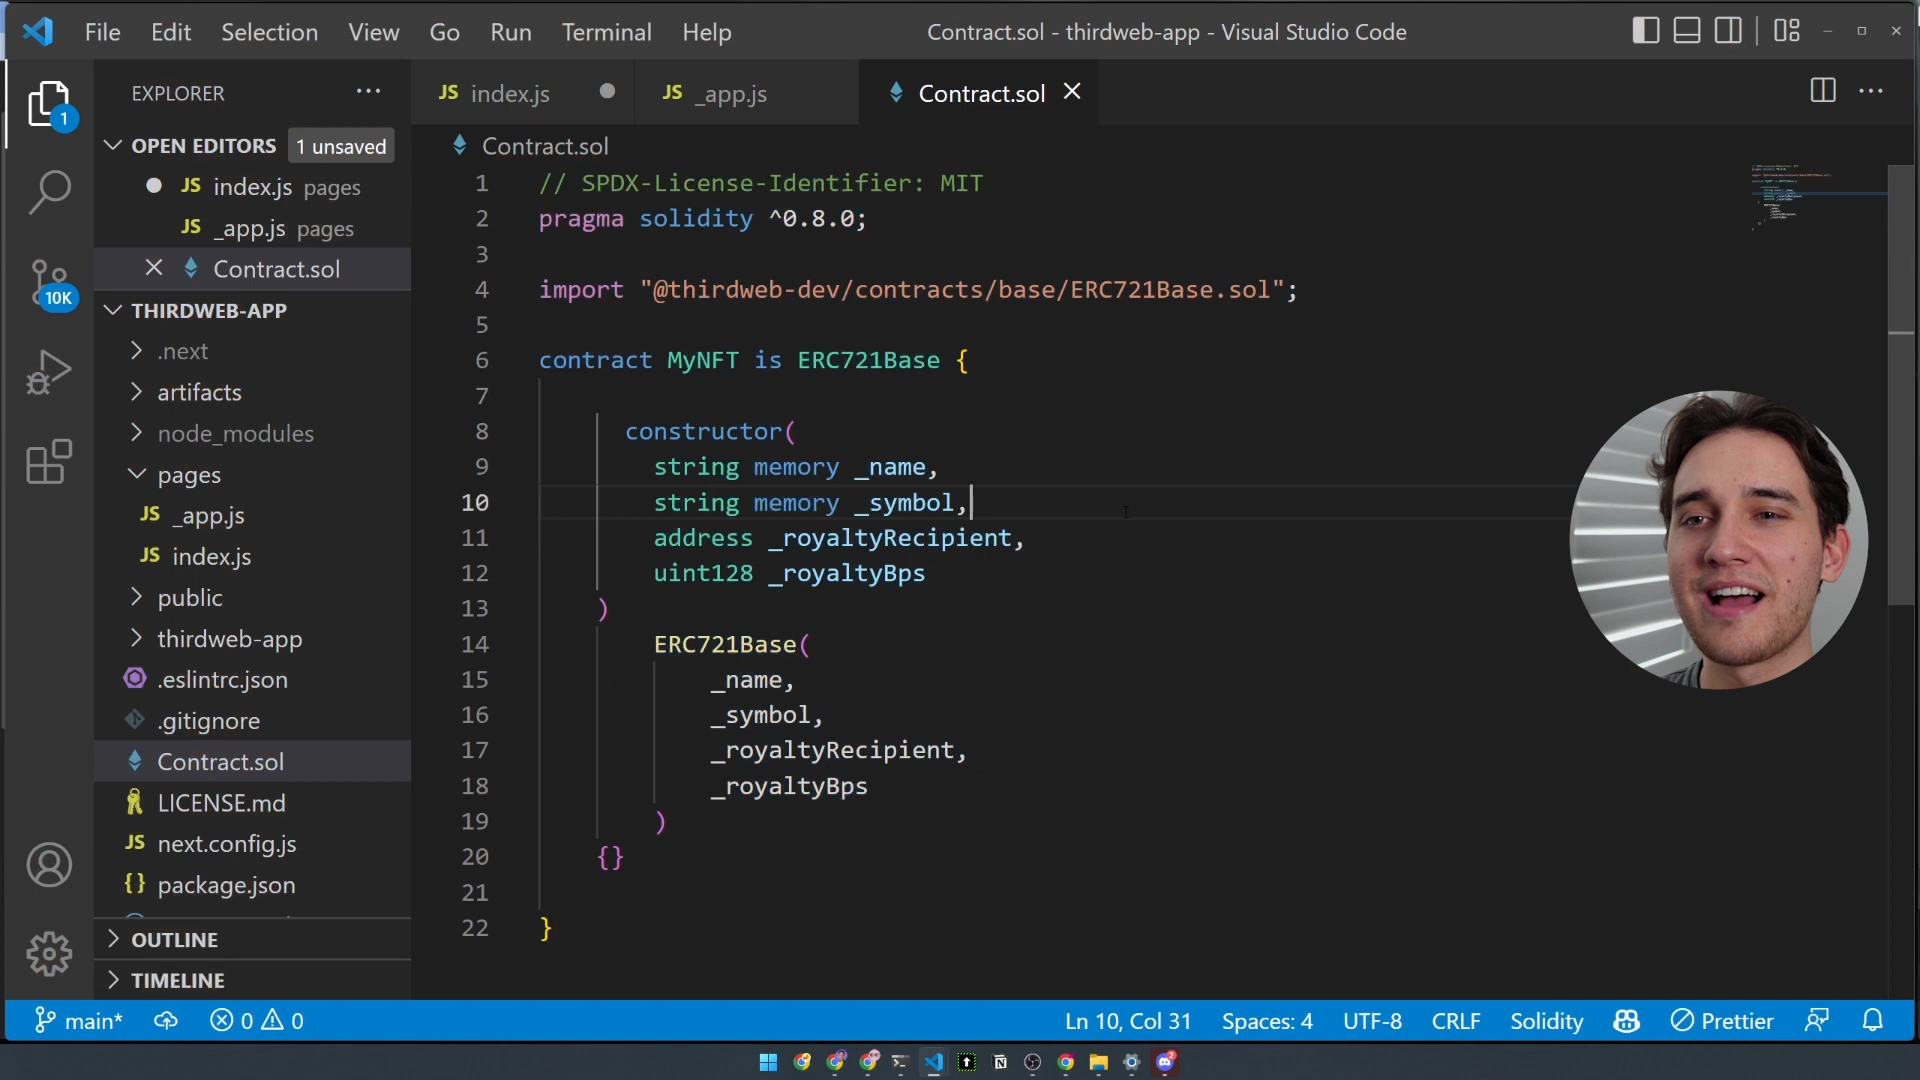 File Edit Selection View Go Run Terminal Help
Contract.sol - thirdweb-app - Visual Studio Code
EXPLORER
OPEN EDITORS 1 unsaved
JS index.js pages
JS _app.js pages
Contract.sol
THIRDWEB-APP
.next
artifacts
node_modules
pages
JS _app.js
JS index.js
public
thirdweb-app
.eslintrc.json
.gitignore
Contract.sol
LICENSE.md
JS next.config.js
{} package.json
OUTLINE
TIMELINE
1
10K
JS index.js
JS _app.js
Contract.sol
Contract.sol
1 // SPDX-License-Identifier: MIT
2 pragma solidity ^0.8.0;
3
4 import "@thirdweb-dev/contracts/base/ERC721Base.sol";
5
6 contract MyNFT is ERC721Base {
7
8 constructor(
9 string memory _name,
10 string memory _symbol,
11 address _royaltyRecipient,
12 uint128 _royaltyBps
13 )
14 ERC721Base(
15 _name,
16 _symbol,
17 _royaltyRecipient,
18 _royaltyBps
19 )
20 {}
21
22 }
main* 0 0
Ln 10, Col 31 Spaces: 4 UTF-8 CRLF Solidity Prettier